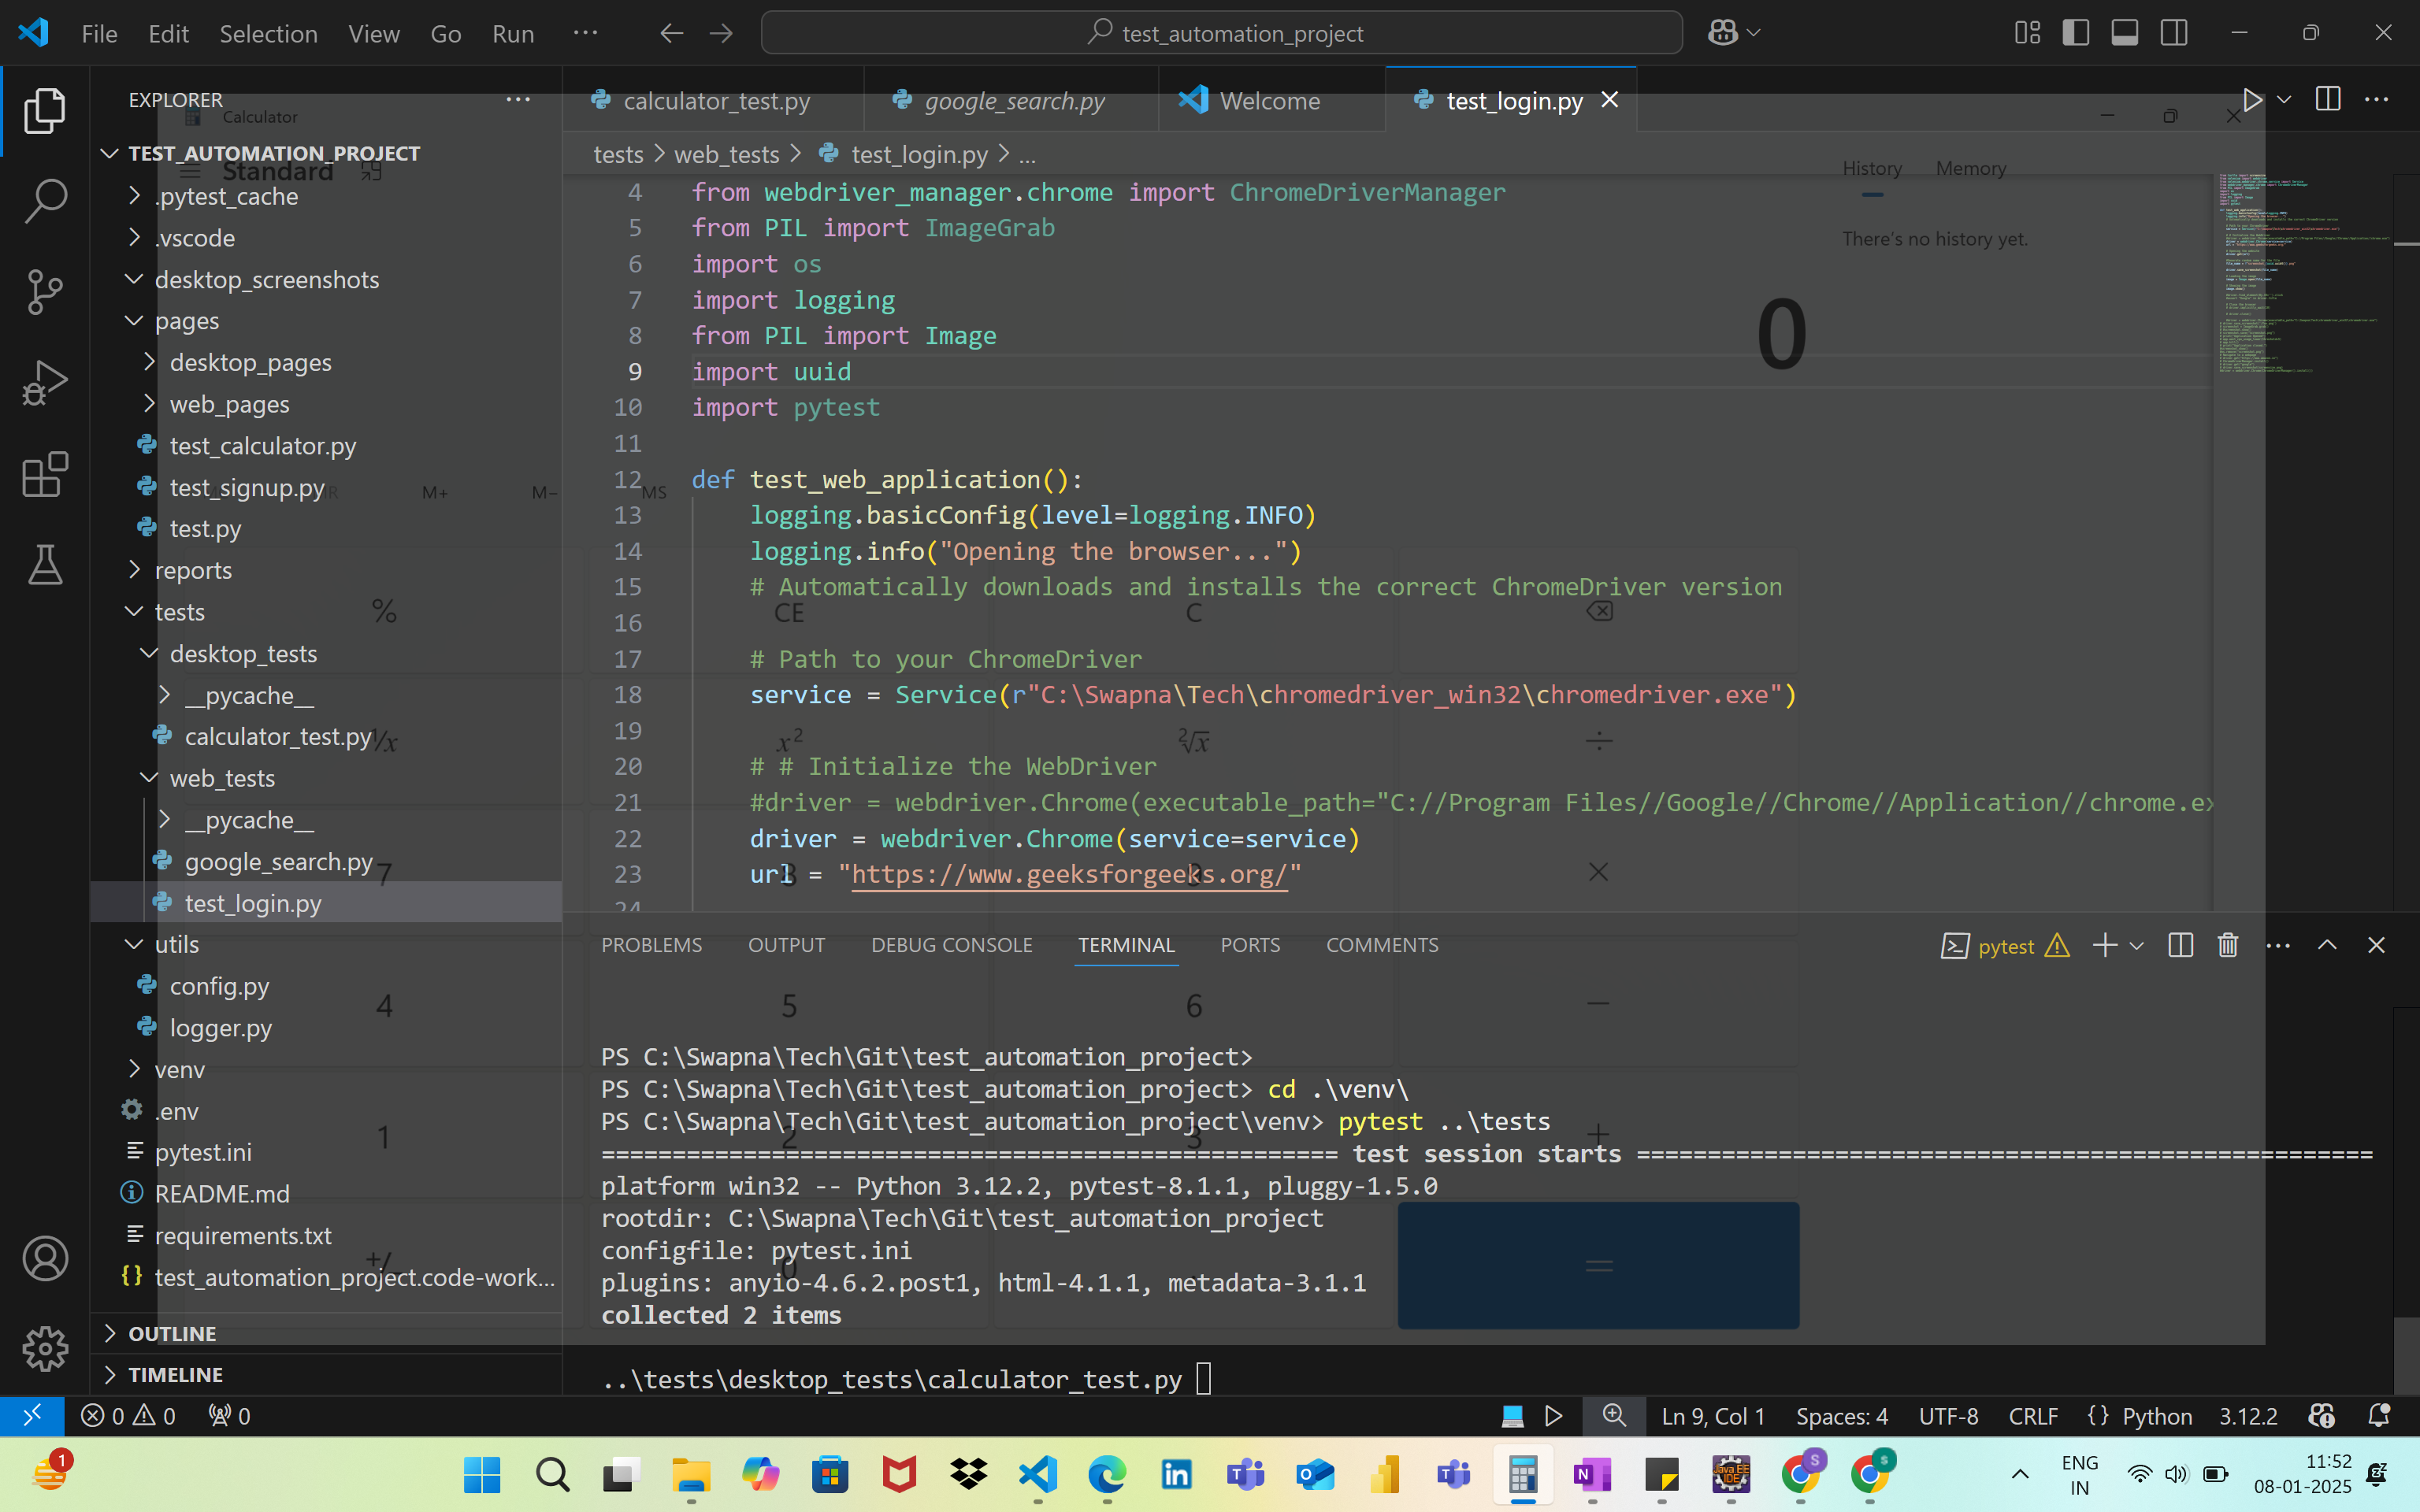 File Edit Selection View Go Run ··· test_automation_project
EXPLORER ···
TEST_AUTOMATION_PROJECT
.pytest_cache
.vscode
desktop_screenshots
pages
desktop_pages
web_pages
test_calculator.py
test_signup.py
test.py
reports
tests
desktop_tests
__pycache__
calculator_test.py
web_tests
__pycache__
google_search.py
test_login.py
utils
config.py
logger.py
venv
.env
pytest.ini
README.md
requirements.txt
{} test_automation_project.code-work...
OUTLINE
TIMELINE
calculator_test.py google_search.py Welcome test_login.py
tests > web_tests > test_login.py > ...
4 from webdriver_manager.chrome import ChromeDriverManager
5 from PIL import ImageGrab
6 import os
7 import logging
8 from PIL import Image
9 import uuid
10 import pytest
11
12 def test_web_application():
13 logging.basicConfig(level=logging.INFO)
14 logging.info("Opening the browser...")
15 # Automatically downloads and installs the correct ChromeDriver version
16
17 # Path to your ChromeDriver
18 service = Service(r"C:\Swapna\Tech\chromedriver_win32\chromedriver.exe")
19
20 # # Initialize the WebDriver
21 #driver = webdriver.Chrome(executable_path="C://Program Files//Google//Chrome//Application//chrome.ex
22 driver = webdriver.Chrome(service=service)
23 url = "https://www.geeksforgeeks.org/"
24
Calculator
Standard
History Memory
There's no history yet.
0
M+ M- MS
% CE C
1/x x² ²√x ÷
7 8 9 ×
4 5 6 −
1 2 3 +
+/- 0 =
PROBLEMS OUTPUT DEBUG CONSOLE TERMINAL PORTS COMMENTS
pytest
PS C:\Swapna\Tech\Git\test_automation_project>
PS C:\Swapna\Tech\Git\test_automation_project> cd .\venv\
PS C:\Swapna\Tech\Git\test_automation_project\venv> pytest ..\tests
==================================================== test session starts ====================================================
platform win32 -- Python 3.12.2, pytest-8.1.1, pluggy-1.5.0
rootdir: C:\Swapna\Tech\Git\test_automation_project
configfile: pytest.ini
plugins: anyio-4.6.2.post1, html-4.1.1, metadata-3.1.1
collected 2 items
..\tests\desktop_tests\calculator_test.py
0 0 0 Ln 9, Col 1 Spaces: 4 UTF-8 CRLF {} Python 3.12.2
1
ENG
IN
11:52
08-01-2025